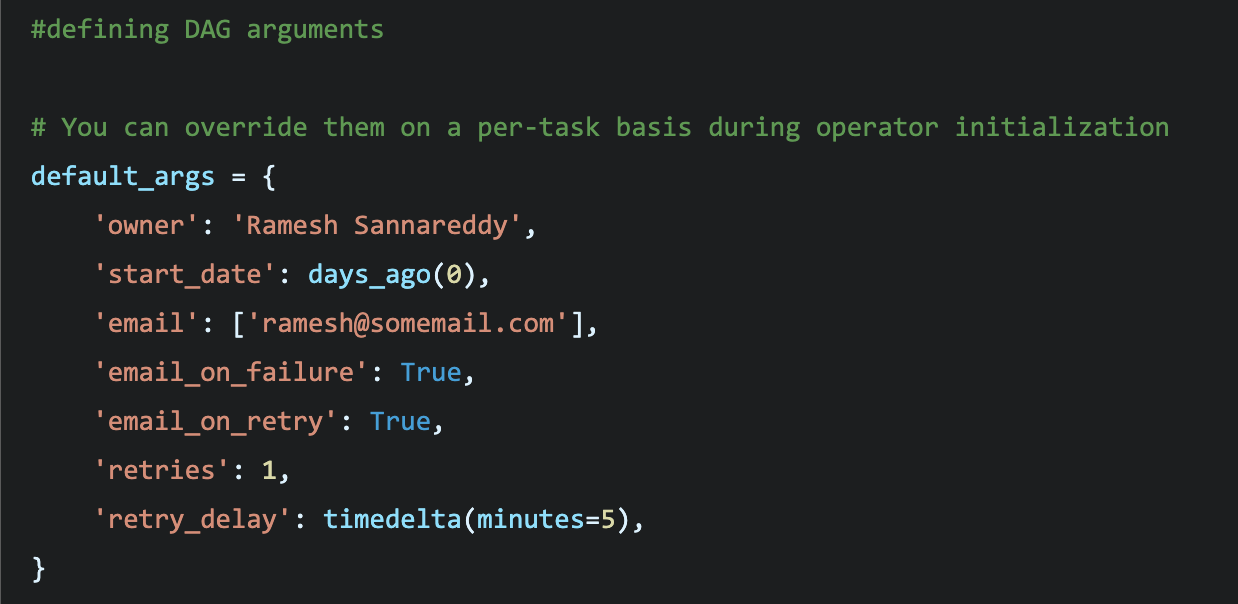 #defining DAG arguments
# You can override them on a per-task basis during operator initialization
default_args = {
    'owner': 'Ramesh Sannareddy',
    'start_date': days_ago(0),
    'email': ['ramesh@somemail.com'],
    'email_on_failure': True,
    'email_on_retry': True,
    'retries': 1,
    'retry_delay': timedelta(minutes=5),
}